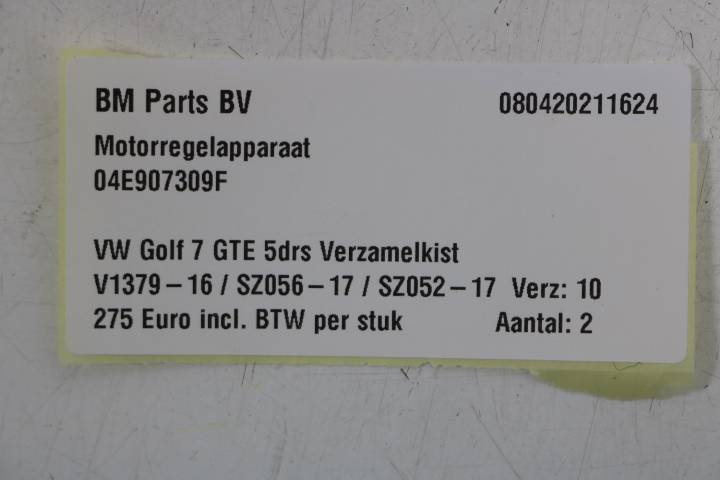 BM Parts BV 080420211624
Motorregelapparaat
04E907309F
VW Golf 7 GTE 5drs Verzamelkist
V1379-16 / SZ056-17 / SZ052-17 Verz: 10
275 Euro incl. BTW per stuk Aantal: 2